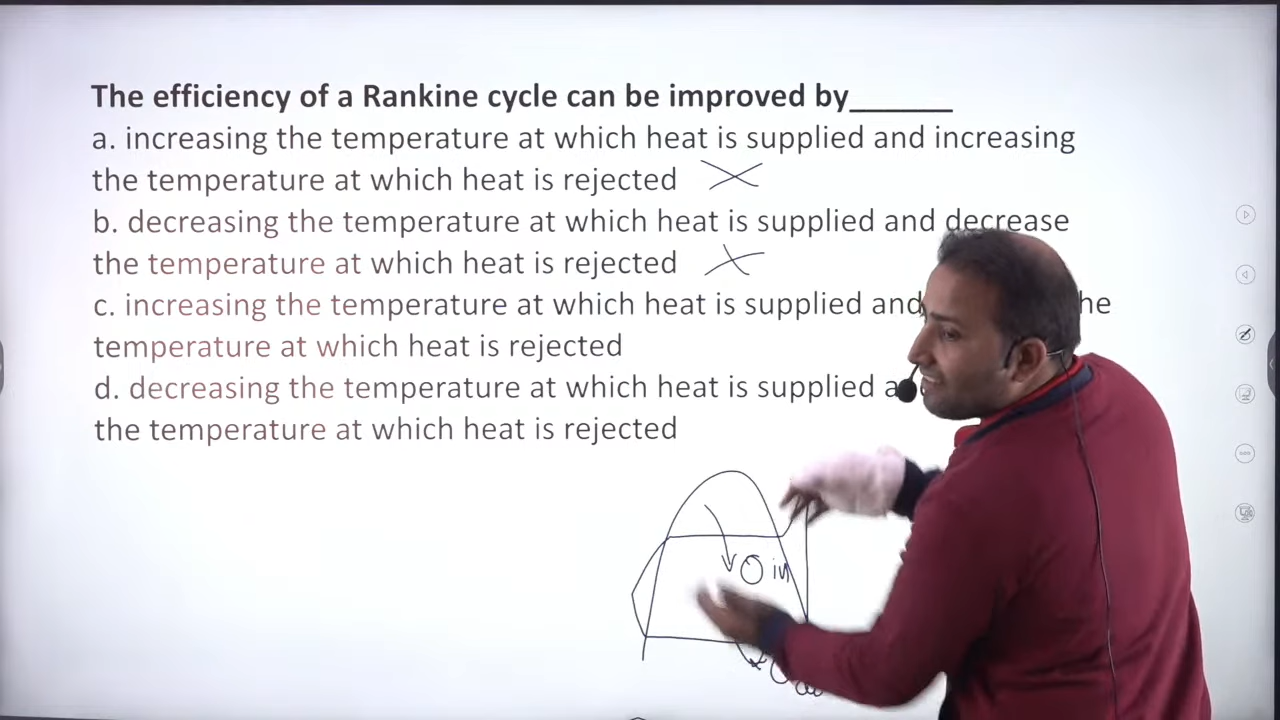 The efficiency of a Rankine cycle can be improved by______
a. increasing the temperature at which heat is supplied and increasing
the temperature at which heat is rejected
b. decreasing the temperature at which heat is supplied and decrease
the temperature at which heat is rejected
c. increasing the temperature at which heat is supplied and
temperature at which heat is rejected
d. decreasing the temperature at which heat is supplied
the temperature at which heat is rejected
Q in